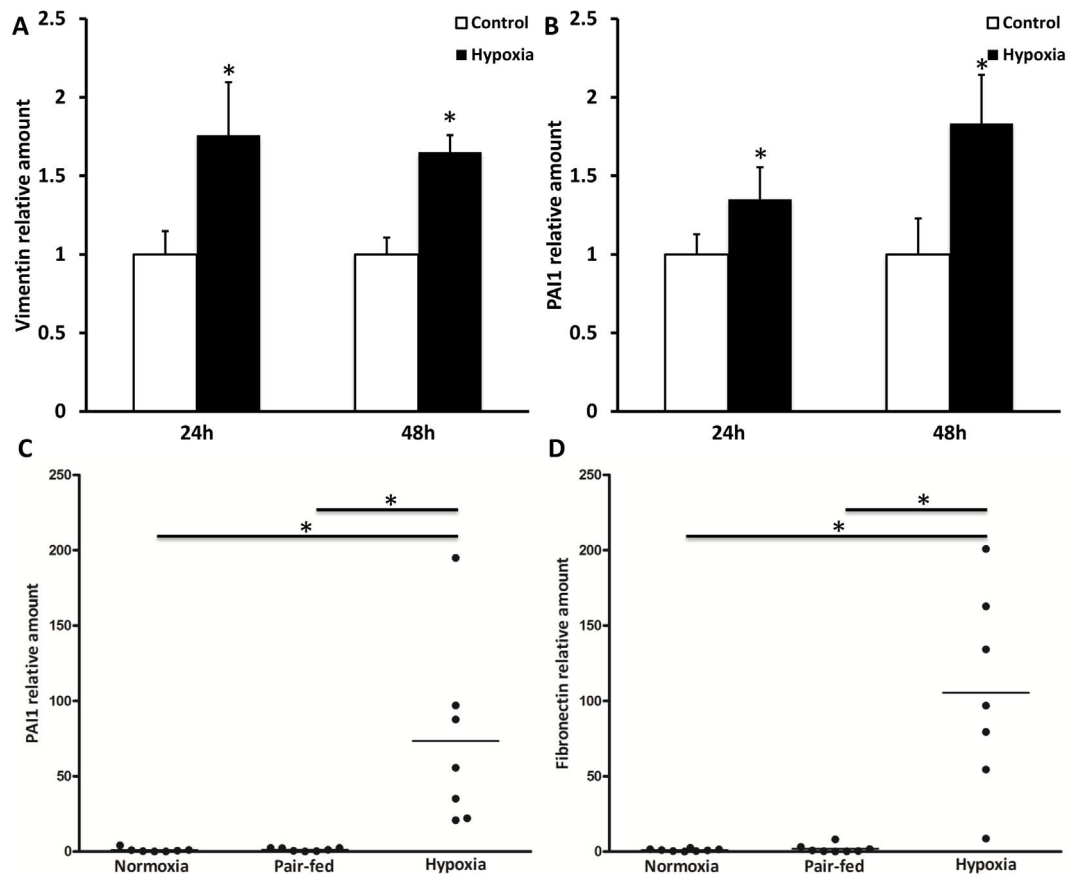 A
Vimentin relative amount
2.5
2
1.5
1
0.5
0
Control
Hypoxia
*
*
24h
48h
B
PAI1 relative amount
2.5
2
1.5
1
0.5
0
Control
Hypoxia
*
*
24h
48h
C
PAI1 relative amount
250
200
150
100
50
0
*
*
Normoxia
Pair-fed
Hypoxia
D
Fibronectin relative amount
250
200
150
100
50
0
*
*
Normoxia
Pair-fed
Hypoxia